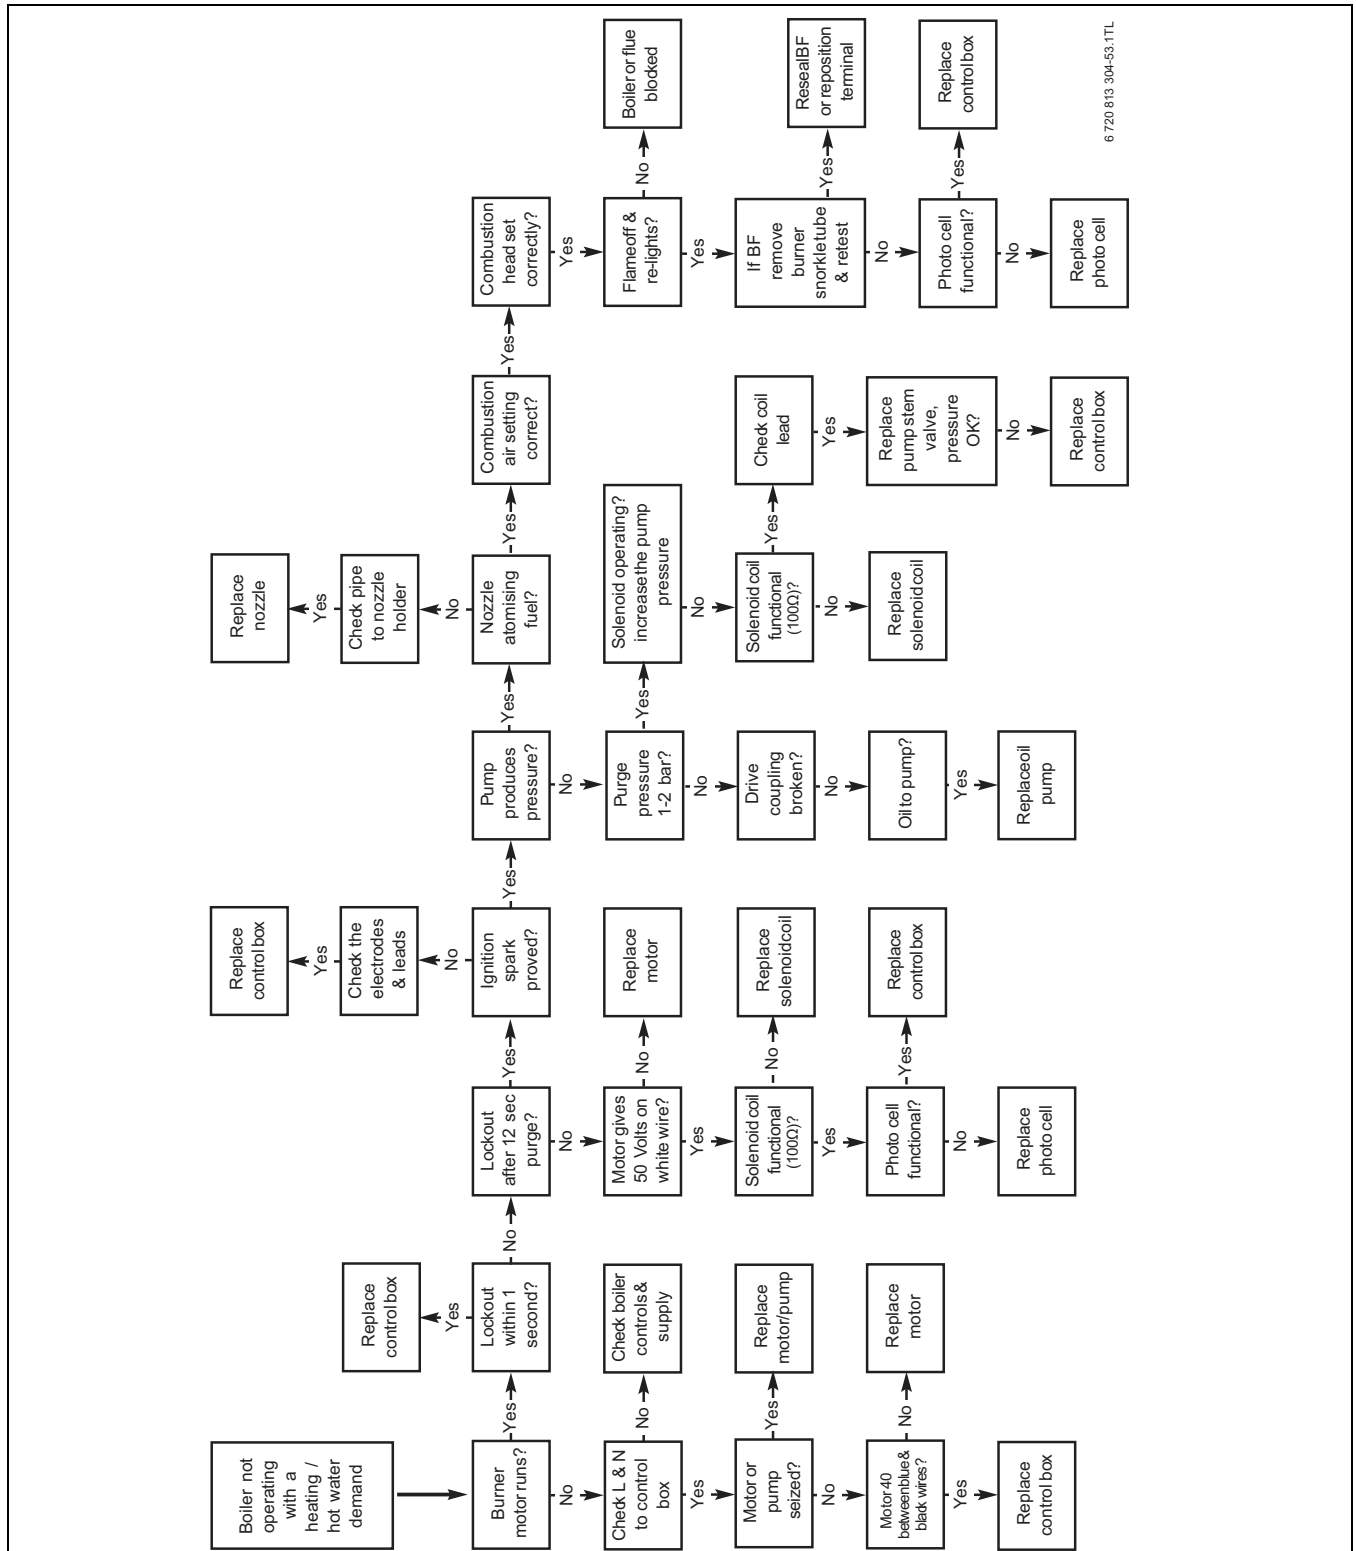 Boiler not
operating
with a
heating /
hot water
demand
Burner
motor runs?
Yes
No
Lockout
within 1
second?
Yes
Replace
control box
No
Lockout
after 12 sec
purge?
Yes
No
Ignition
spark
proved?
No
Check the
electrodes
& leads
Yes
Replace
control box
Yes
Pump
produces
pressure?
Yes
No
Nozzle
atomising
fuel?
No
Check pipe
to nozzle
holder
Yes
Replace
nozzle
Yes
Combustion
air setting
correct?
Yes
Combustion
head set
correctly?
Yes
Check L & N
to control
box
No
Check boiler
controls &
supply
Yes
Motor or
pump
seized?
Yes
Replace
motor/pump
No
Motor 40
between blue &
black wires?
No
Replace
motor
Yes
Replace
control box
Motor gives
50 Volts on
white wire?
No
Replace
motor
Yes
Solenoid coil
functional
(100Ω)?
No
Replace
solenoid coil
Yes
Photo cell
functional?
Yes
Replace
control box
No
Replace
photo cell
Purge
pressure
1-2 bar?
Yes
Solenoid operating?
increase the pump
pressure
No
Drive
coupling
broken?
No
Oil to pump?
Yes
Replace oil
pump
No
Solenoid coil
functional
(100Ω)?
Yes
Check coil
lead
No
Replace
solenoid coil
Yes
Replace
pump stem
valve,
pressure
OK?
No
Replace
control box
Flame off &
re-lights?
No
Boiler or flue
blodked
Yes
If BF
remove
burner
snorkle tube
& retest
Yes
Reseal BF
or reposition
terminal
No
Photo cell
functional?
Yes
Replace
control box
No
Replace
photo cell
6 720 813 304-53.1TL